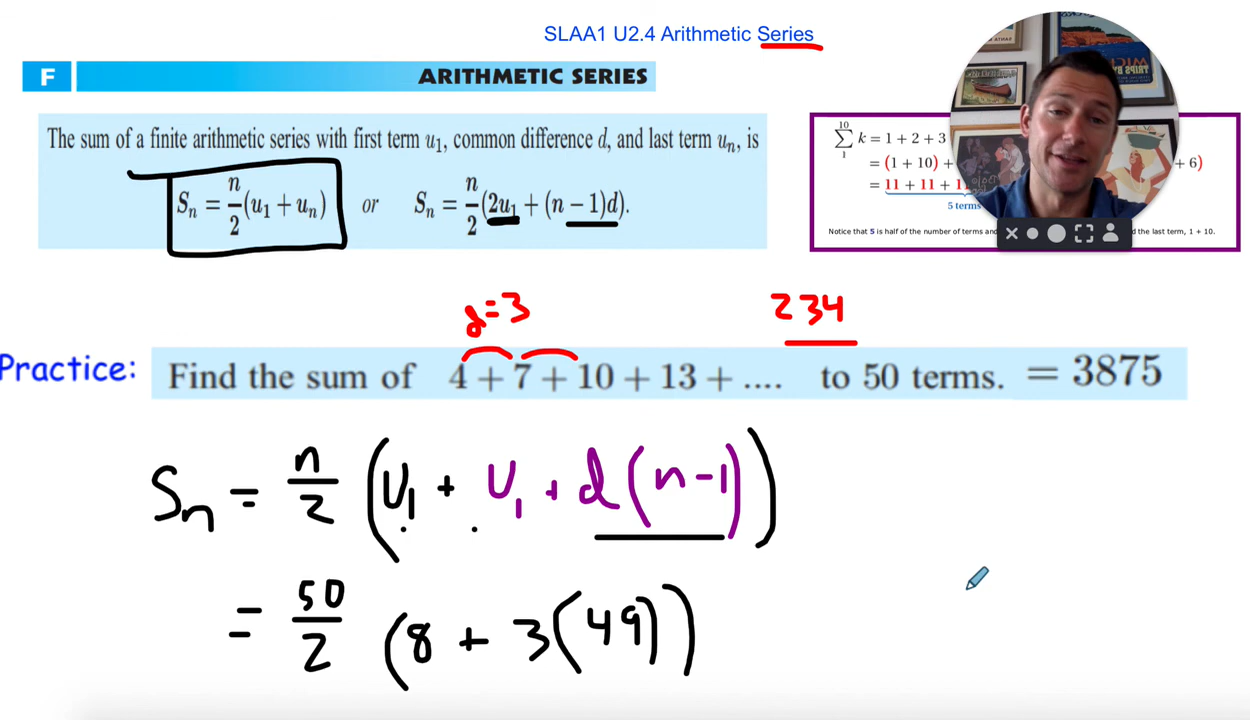 SLAA1 U2.4 Arithmetic Series
F ARITHMETIC SERIES
The sum of a finite arithmetic series with first term u₁, common difference d, and last term uₙ, is
Sₙ = n/2 (u₁ + uₙ) or Sₙ = n/2 (2u₁ + (n − 1)d).
10
∑ k = 1 + 2 + 3
1
= (1 + 10) + + 6)
= 11 + 11 + 1
5 terms
Notice that 5 is half of the number of terms and d the last term, 1 + 10.
d=3 234
Practice: Find the sum of 4 + 7 + 10 + 13 + .... to 50 terms. = 3875
Sn = n/2 (U₁ + U₁ + d(n-1))
= 50/2 (8 + 3(49))